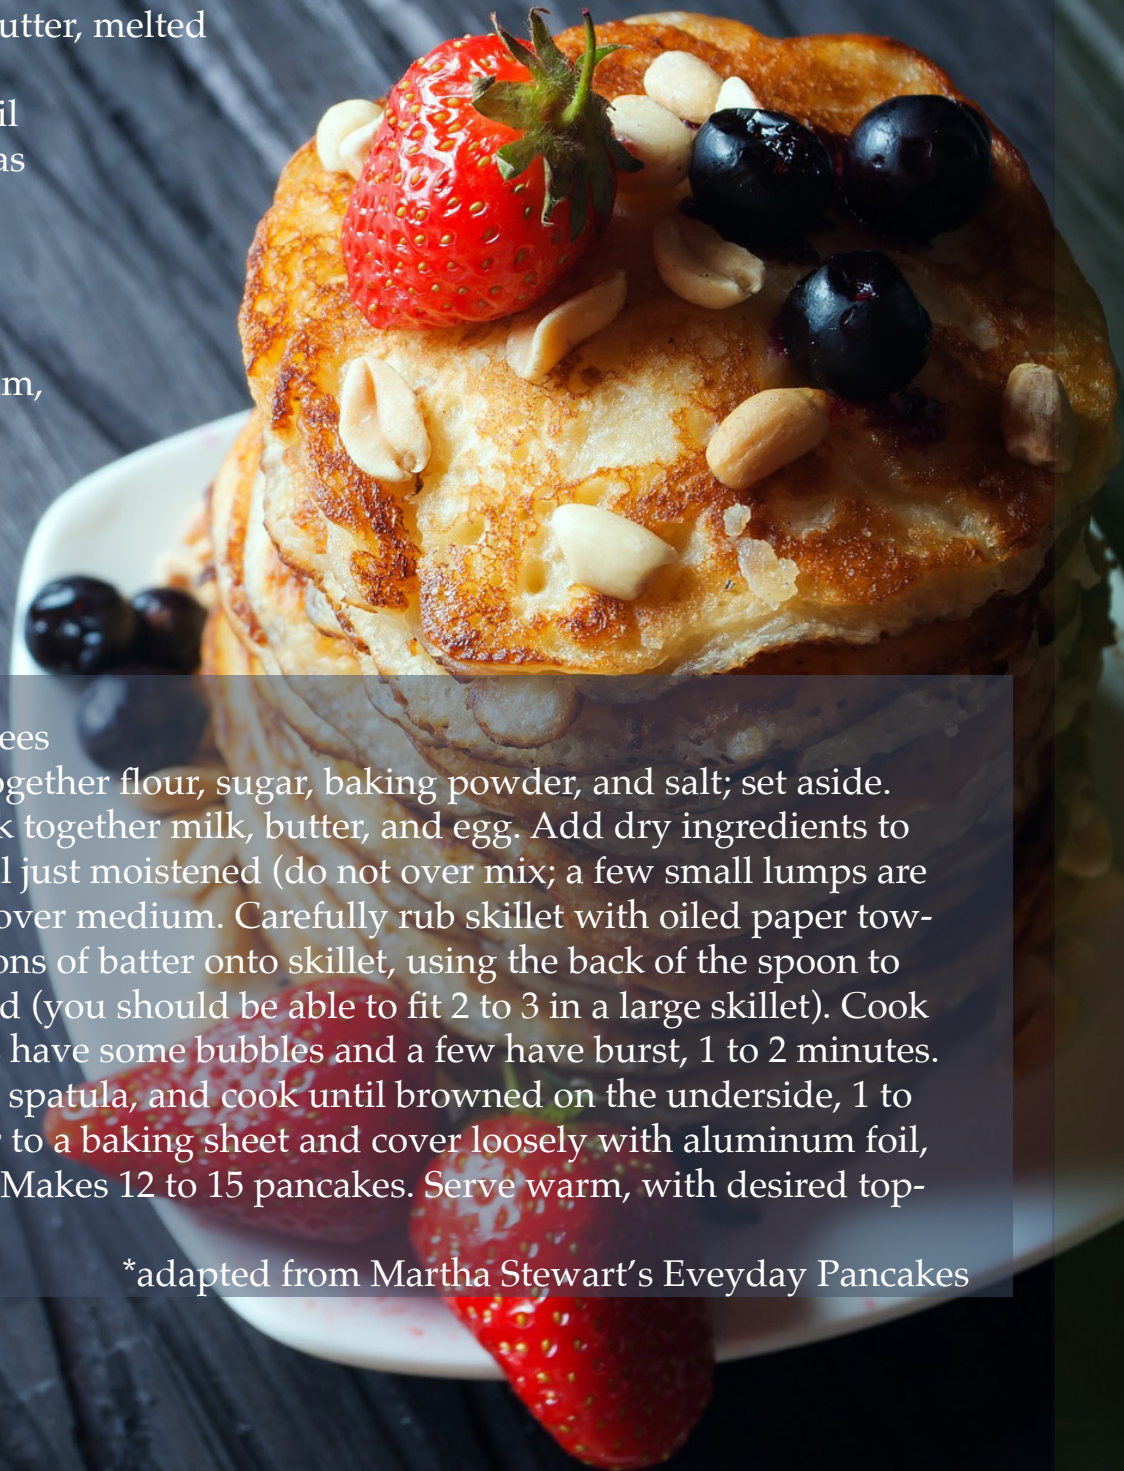 utter, melted
il
as
m,
ees
ogether flour, sugar, baking powder, and salt; set aside.
k together milk, butter, and egg. Add dry ingredients to
l just moistened (do not over mix; a few small lumps are
over medium. Carefully rub skillet with oiled paper tow-
ons of batter onto skillet, using the back of the spoon to
d (you should be able to fit 2 to 3 in a large skillet). Cook
have some bubbles and a few have burst, 1 to 2 minutes.
spatula, and cook until browned on the underside, 1 to
r to a baking sheet and cover loosely with aluminum foil,
Makes 12 to 15 pancakes. Serve warm, with desired top-
*adapted from Martha Stewart's Eveyday Pancakes